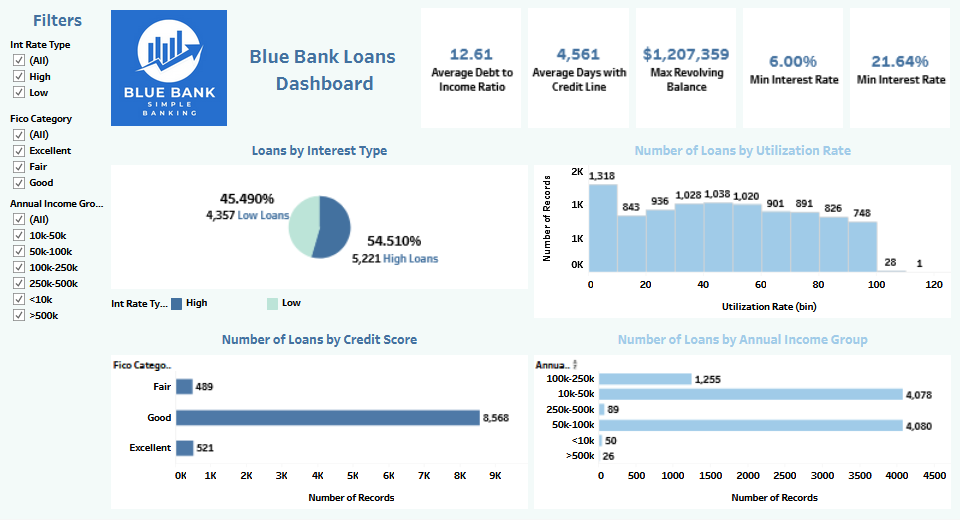 Filters
Int Rate Type
(All)
High
Low
Fico Category
(All)
Excellent
Fair
Good
Annual Income Gro...
(All)
10k-50k
50k-100k
100k-250k
250k-500k
<10k
>500k
BLUE BANK
SIMPLE
BANKING
Blue Bank Loans
Dashboard
12.61
Average Debt to
Income Ratio
4,561
Average Days with
Credit Line
$1,207,359
Max Revolving
Balance
6.00%
Min Interest Rate
21.64%
Min Interest Rate
Loans by Interest Type
45.490%
4,357 Low Loans
54.510%
5,221 High Loans
Int Rate Ty... High Low
Number of Loans by Utilization Rate
Number of Records
2K
1K
1K
0K
1,318 843 936 1,028 1,038 1,020 901 891 826 748 28 1
0 20 40 60 80 100 120
Utilization Rate (bin)
Number of Loans by Credit Score
Fico Catego..
Fair 489
Good 8,568
Excellent 521
0K 1K 2K 3K 4K 5K 6K 7K 8K 9K
Number of Records
Number of Loans by Annual Income Group
Annua..
100k-250k 1,255
10k-50k 4,078
250k-500k 89
50k-100k 4,080
<10k 50
>500k 26
0 500 1000 1500 2000 2500 3000 3500 4000 4500
Number of Records